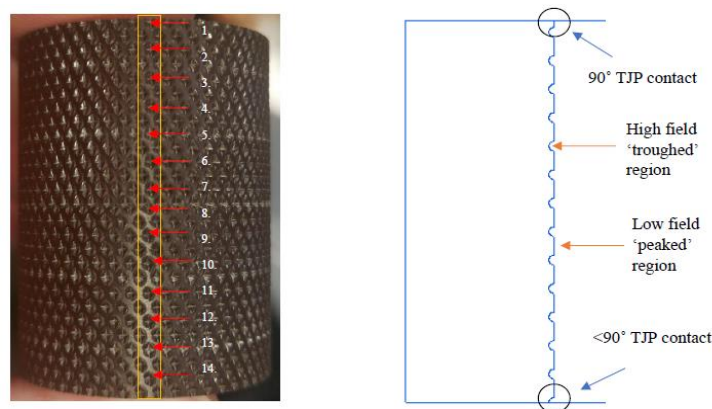 1.
2.
3.
4.
5.
6.
7.
8.
9.
10.
11.
12.
13.
14.
90˚ TJP contact
High field
‘troughed’
region
Low field
‘peaked’
region
<90˚ TJP contact